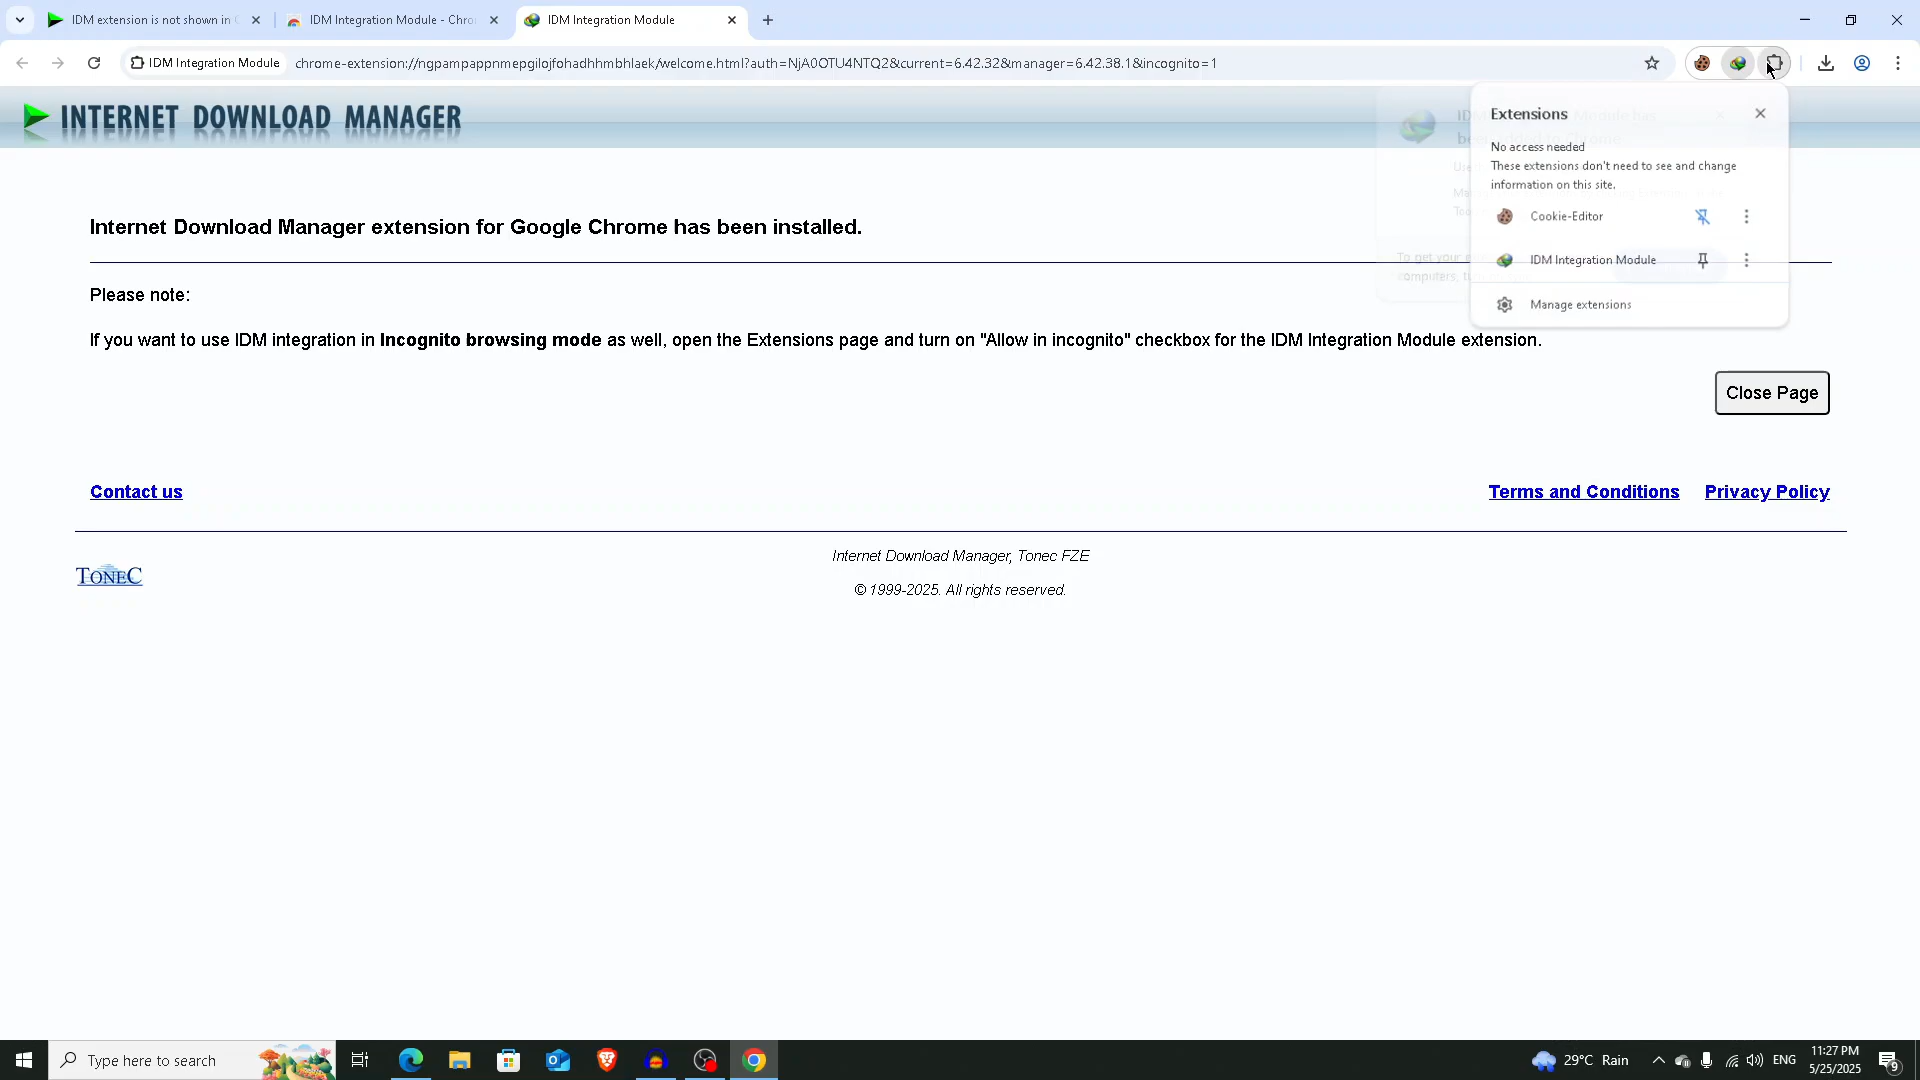 IDM extension is not shown in
IDM Integration Module - Chro
IDM Integration Module
IDM Integration Module
chrome-extension://ngpampappnmepgilojfohadhhmbhlaek/welcome.html?auth=NjA0OTU4NTQ2&current=6.42.32&manager=6.42.38.1&incognito=1
INTERNET DOWNLOAD MANAGER
Extensions
No access needed
These extensions don't need to see and change
information on this site.
Cookie-Editor
IDM Integration Module
Manage extensions
Internet Download Manager extension for Google Chrome has been installed.
Please note:
If you want to use IDM integration in Incognito browsing mode as well, open the Extensions page and turn on "Allow in incognito" checkbox for the IDM Integration Module extension.
Close Page
Contact us
Terms and Conditions
Privacy Policy
Internet Download Manager, Tonec FZE
TONEC
© 1999-2025. All rights reserved.
Type here to search
29°C Rain
ENG
11:27 PM
5/25/2025
9